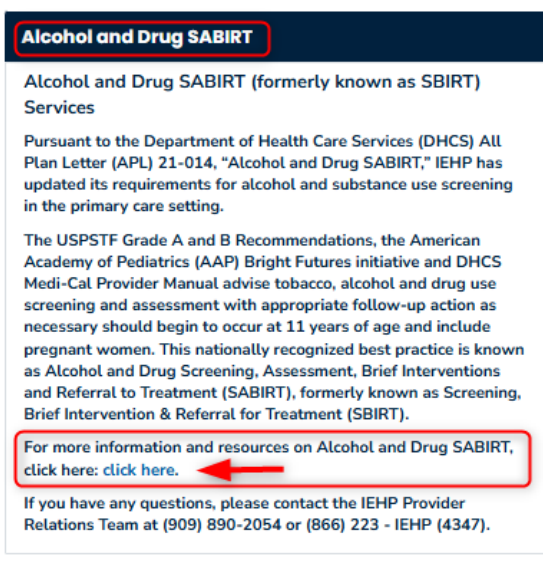 Alcohol and Drug SABIRT
Alcohol and Drug SABIRT (formerly known as SBIRT)
Services
Pursuant to the Department of Health Care Services (DHCS) All
Plan Letter (APL) 21-014, “Alcohol and Drug SABIRT,” IEHP has
updated its requirements for alcohol and substance use screening
in the primary care setting.
The USPSTF Grade A and B Recommendations, the American
Academy of Pediatrics (AAP) Bright Futures initiative and DHCS
Medi-Cal Provider Manual advise tobacco, alcohol and drug use
screening and assessment with appropriate follow-up action as
necessary should begin to occur at 11 years of age and include
pregnant women. This nationally recognized best practice is known
as Alcohol and Drug Screening, Assessment, Brief Interventions
and Referral to Treatment (SABIRT), formerly known as Screening,
Brief Intervention & Referral for Treatment (SBIRT).
For more information and resources on Alcohol and Drug SABIRT,
click here: click here.
If you have any questions, please contact the IEHP Provider
Relations Team at (909) 890-2054 or (866) 223 - IEHP (4347).